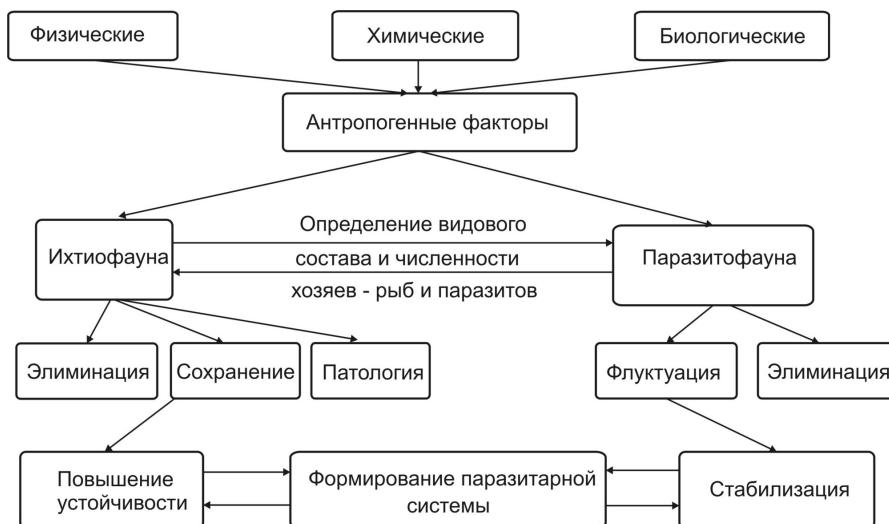 Физические
Химические
Биологические
Антропогенные факторы
Определение видового
Ихтиофауна
состава и численности
Паразитофауна
хозяев - рыб и паразитов
Элиминация
Сохранение
Патология
Флуктуация
Элиминация
Повышение
устойчивости
Формирование паразитарной
системы
Стабилизация